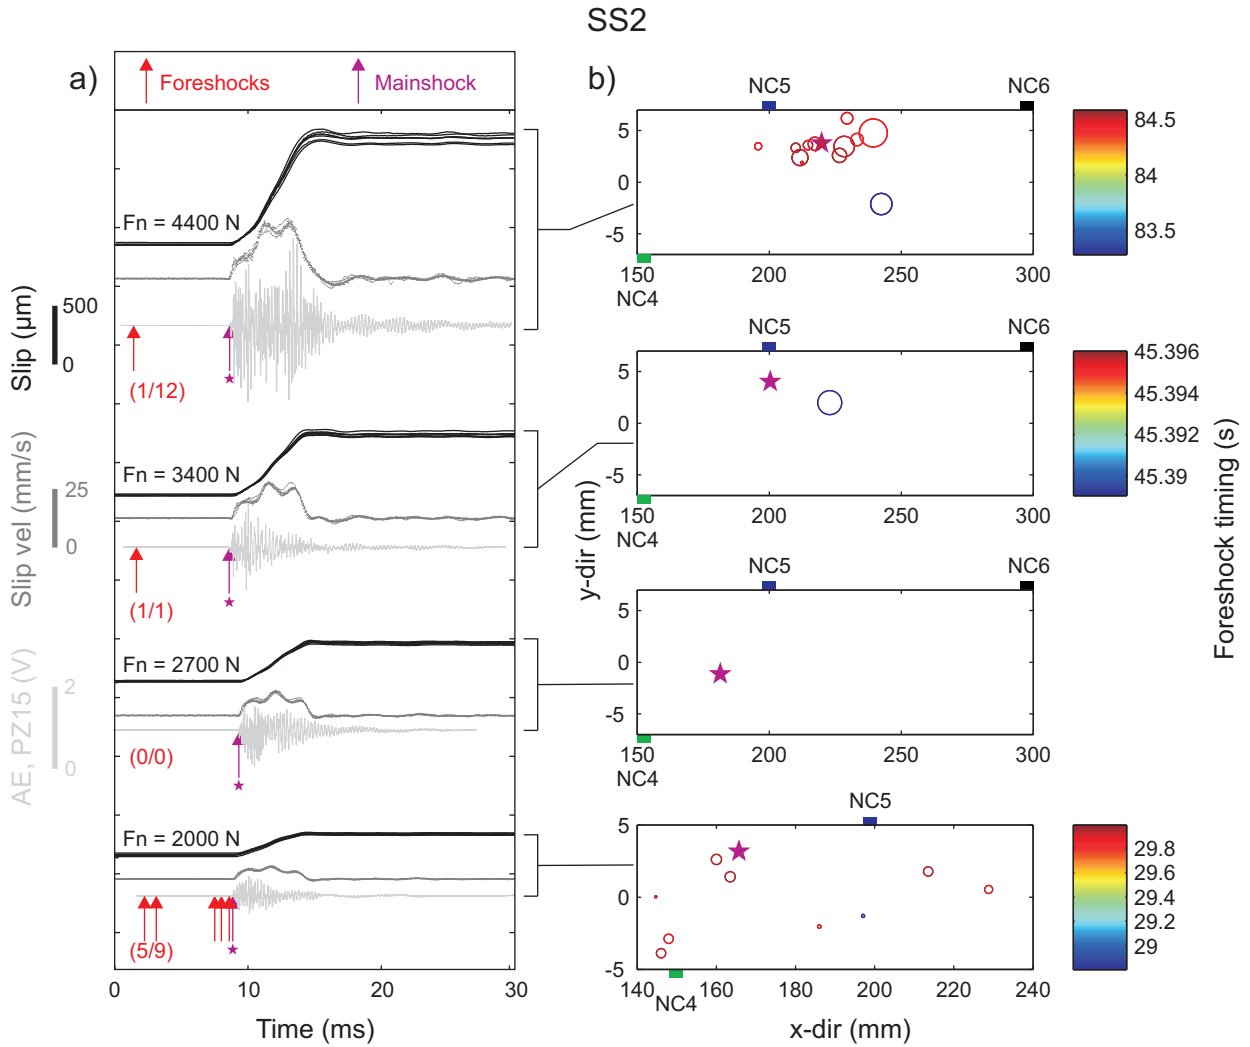 SS2
a)
Foreshocks
Mainshock
Fn = 4400 N
(1/12)
Fn = 3400 N
(1/1)
Fn = 2700 N
(0/0)
Fn = 2000 N
(5/9)
Slip (μm)
500
0
Slip vel (mm/s)
25
0
AE, PZ15 (V)
2
0
0 10 20 30
Time (ms)
b)
NC5 NC6
5
0
-5
150 200 250 300
NC4
84.5
84
83.5
NC5 NC6
5
0
-5
150 200 250 300
NC4
45.396
45.394
45.392
45.39
NC5 NC6
5
0
-5
150 200 250 300
NC4
NC5
5
0
-5
140 160 180 200 220 240
NC4
29.8
29.6
29.4
29.2
29
y-dir (mm)
x-dir (mm)
Foreshock timing (s)